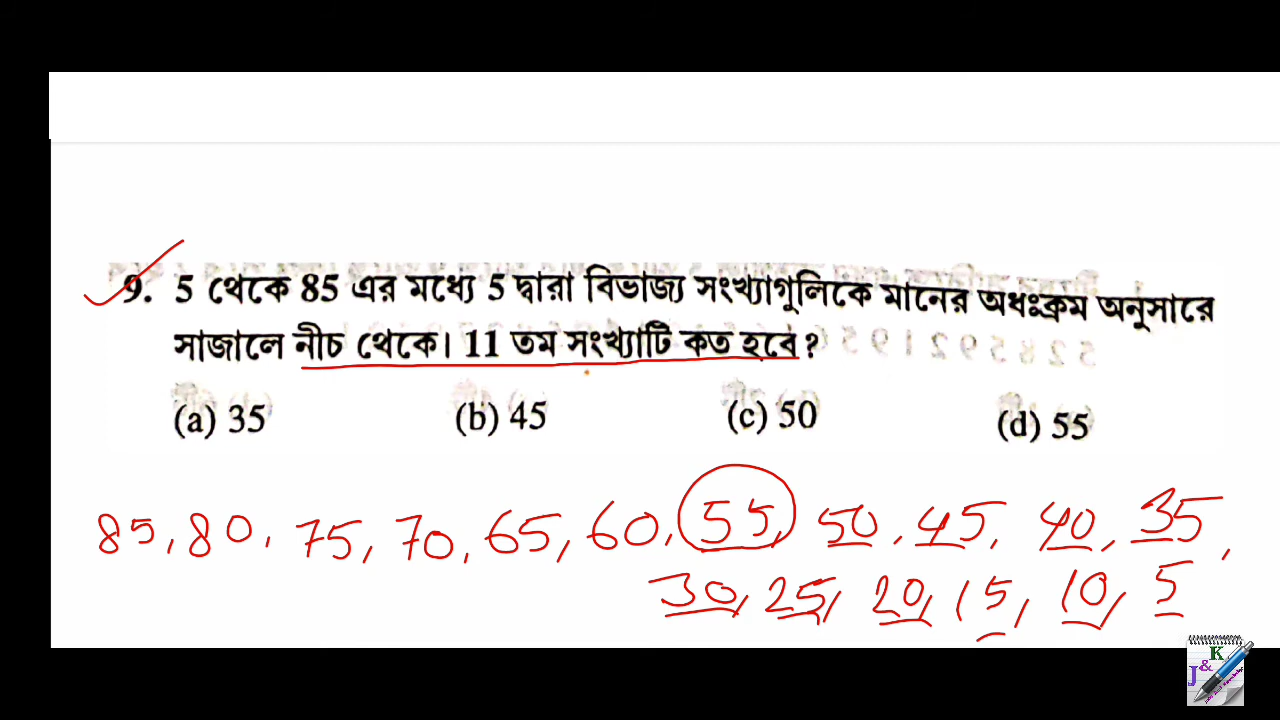 9. 5 থেকে 85 এর মধ্যে 5 দ্বারা বিভাজ্য সংখ্যাগুলিকে মানের অধঃক্রম অনুসারে
সাজালে নীচ থেকে। 11 তম সংখ্যাটি কত হবে ?
(a) 35 (b) 45 (c) 50 (d) 55
85, 80, 75, 70, 65, 60, 55, 50, 45, 40, 35,
30, 25, 20, 15, 10, 5
J&K